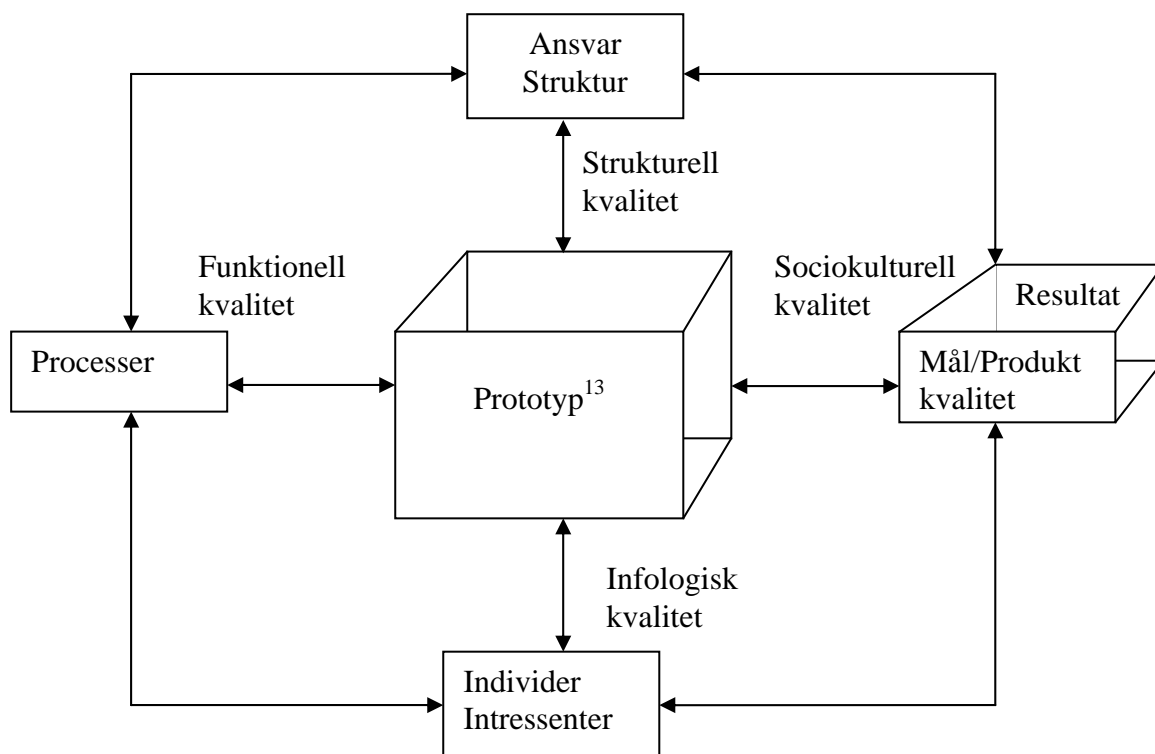 Ansvar
Struktur
Strukturell
kvalitet
Funktionell
kvalitet
Sociokulturell
kvalitet
Resultat
Processer
Mål/Produkt
kvalitet
Prototyp¹³
Infologisk
kvalitet
Individer
Intressenter